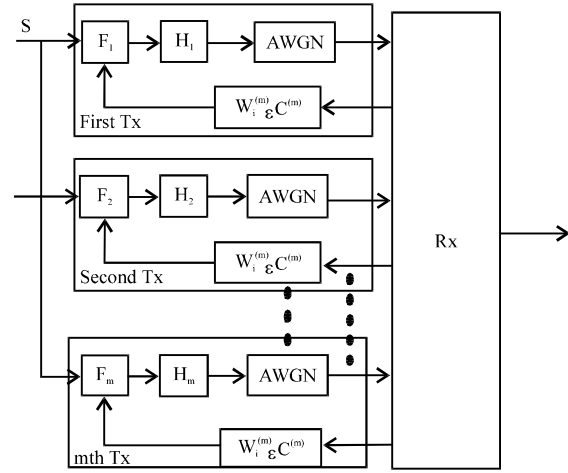 S
F₁ H₁ AWGN
Wᵢ⁽ᵐ⁾ ε C⁽ᵐ⁾
First Tx
F₂ H₂ AWGN
Wᵢ⁽ᵐ⁾ ε C⁽ᵐ⁾
Second Tx
Rx
Fₘ Hₘ AWGN
Wᵢ⁽ᵐ⁾ ε C⁽ᵐ⁾
mth Tx